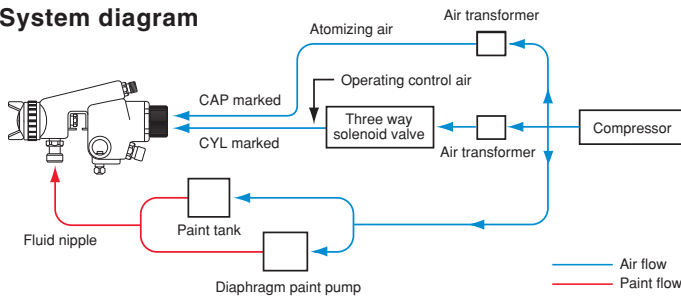 System diagram
Air transformer
Atomizing air
Operating control air
CAP marked
Three way
solenoid valve
Compressor
CYL marked
Air transformer
Paint tank
Fluid nipple
Diaphragm paint pump
Air flow
Paint flow